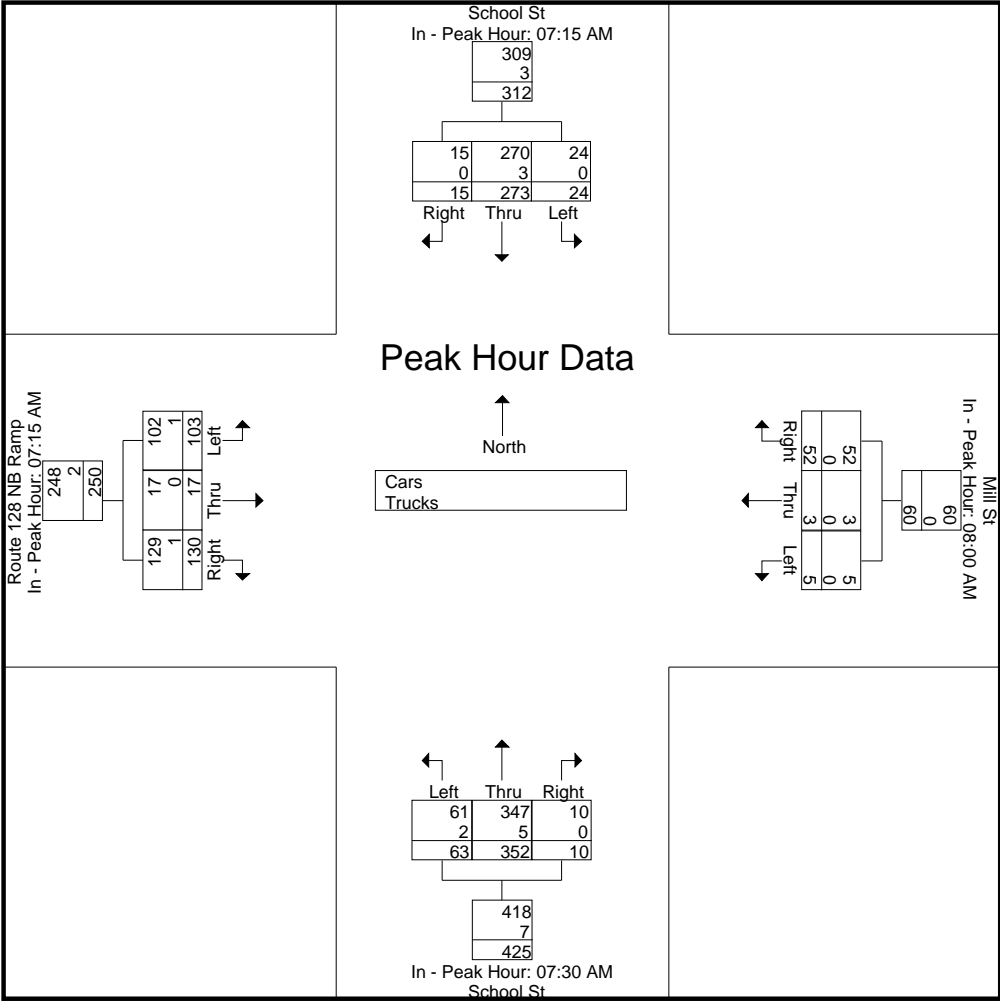 School St
In - Peak Hour: 07:15 AM
309
3
312
15 270 24
0 3 0
15 273 24
Right Thru Left
Peak Hour Data
North
Cars
Trucks
Route 128 NB Ramp
In - Peak Hour: 07:15 AM
248
2
250
102 1 103 Left
17 0 17 Thru
129 1 130 Right
Mill St
In - Peak Hour: 08:00 AM
60
0
60
Right 52 0 52
Thru 3 0 3
Left 5 0 5
Left Thru Right
61 347 10
2 5 0
63 352 10
418
7
425
In - Peak Hour: 07:30 AM
School St